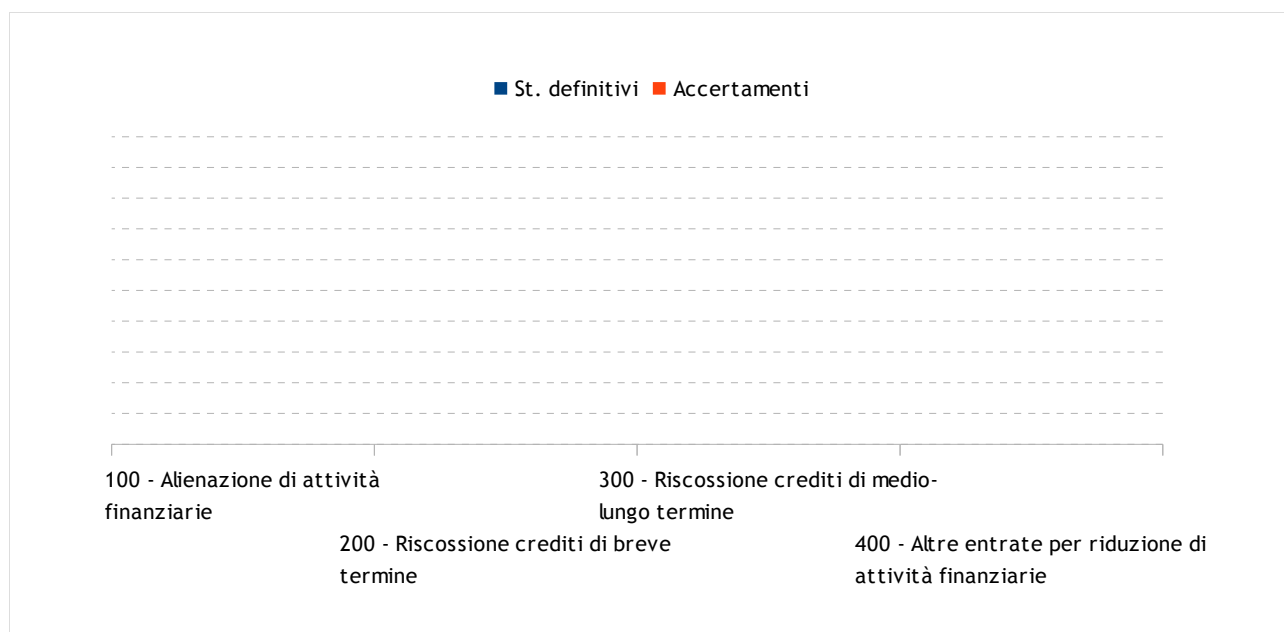 St. definitivi Accertamenti
100 - Alienazione di attività
finanziarie
200 - Riscossione crediti di breve
termine
300 - Riscossione crediti di medio-
lungo termine
400 - Altre entrate per riduzione di
attività finanziarie